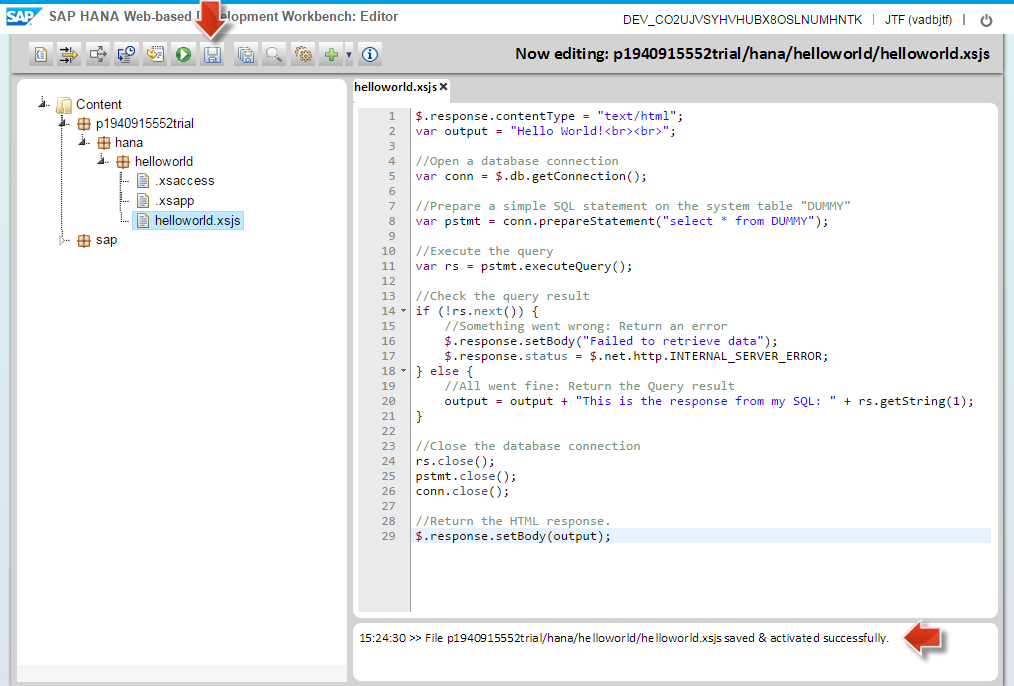 SAP SAP HANA Web-based Development Workbench: Editor
DEV_CO2UJVSYHVHUBX8OSLNUMHNTK | JTF (vadbjtf) |
Now editing: p1940915552trial/hana/helloworld/helloworld.xsjs
Content
p1940915552trial
hana
helloworld
.xsaccess
.xsapp
helloworld.xsjs
sap
helloworld.xsjs
1 $.response.contentType = "text/html";
2 var output = "Hello World!<br><br>";
3
4 //Open a database connection
5 var conn = $.db.getConnection();
6
7 //Prepare a simple SQL statement on the system table "DUMMY"
8 var pstmt = conn.prepareStatement("select * from DUMMY");
9
10 //Execute the query
11 var rs = pstmt.executeQuery();
12
13 //Check the query result
14 if (!rs.next()) {
15 //Something went wrong: Return an error
16 $.response.setBody("Failed to retrieve data");
17 $.response.status = $.net.http.INTERNAL_SERVER_ERROR;
18 } else {
19 //All went fine: Return the Query result
20 output = output + "This is the response from my SQL: " + rs.getString(1);
21 }
22
23 //Close the database connection
24 rs.close();
25 pstmt.close();
26 conn.close();
27
28 //Return the HTML response.
29 $.response.setBody(output);
15:24:30 >> File p1940915552trial/hana/helloworld/helloworld.xsjs saved & activated successfully.